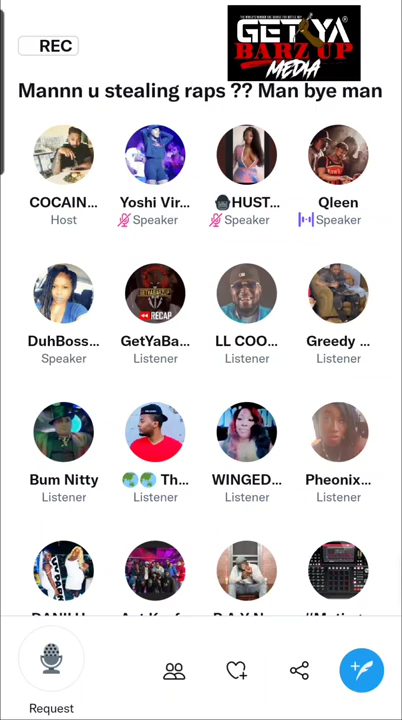 GET YA
BARZ UP
MEDIA
REC
Mannn u stealing raps ?? Man bye man
COCAIN... Yoshi Vir... HUST... Qleen
Host Speaker Speaker Speaker
RECAP
DuhBoss... GetYaBa... LL COO... Greedy ...
Speaker Listener Listener Listener
Bum Nitty Th... WINGED... Pheonix...
Listener Listener Listener Listener
Request